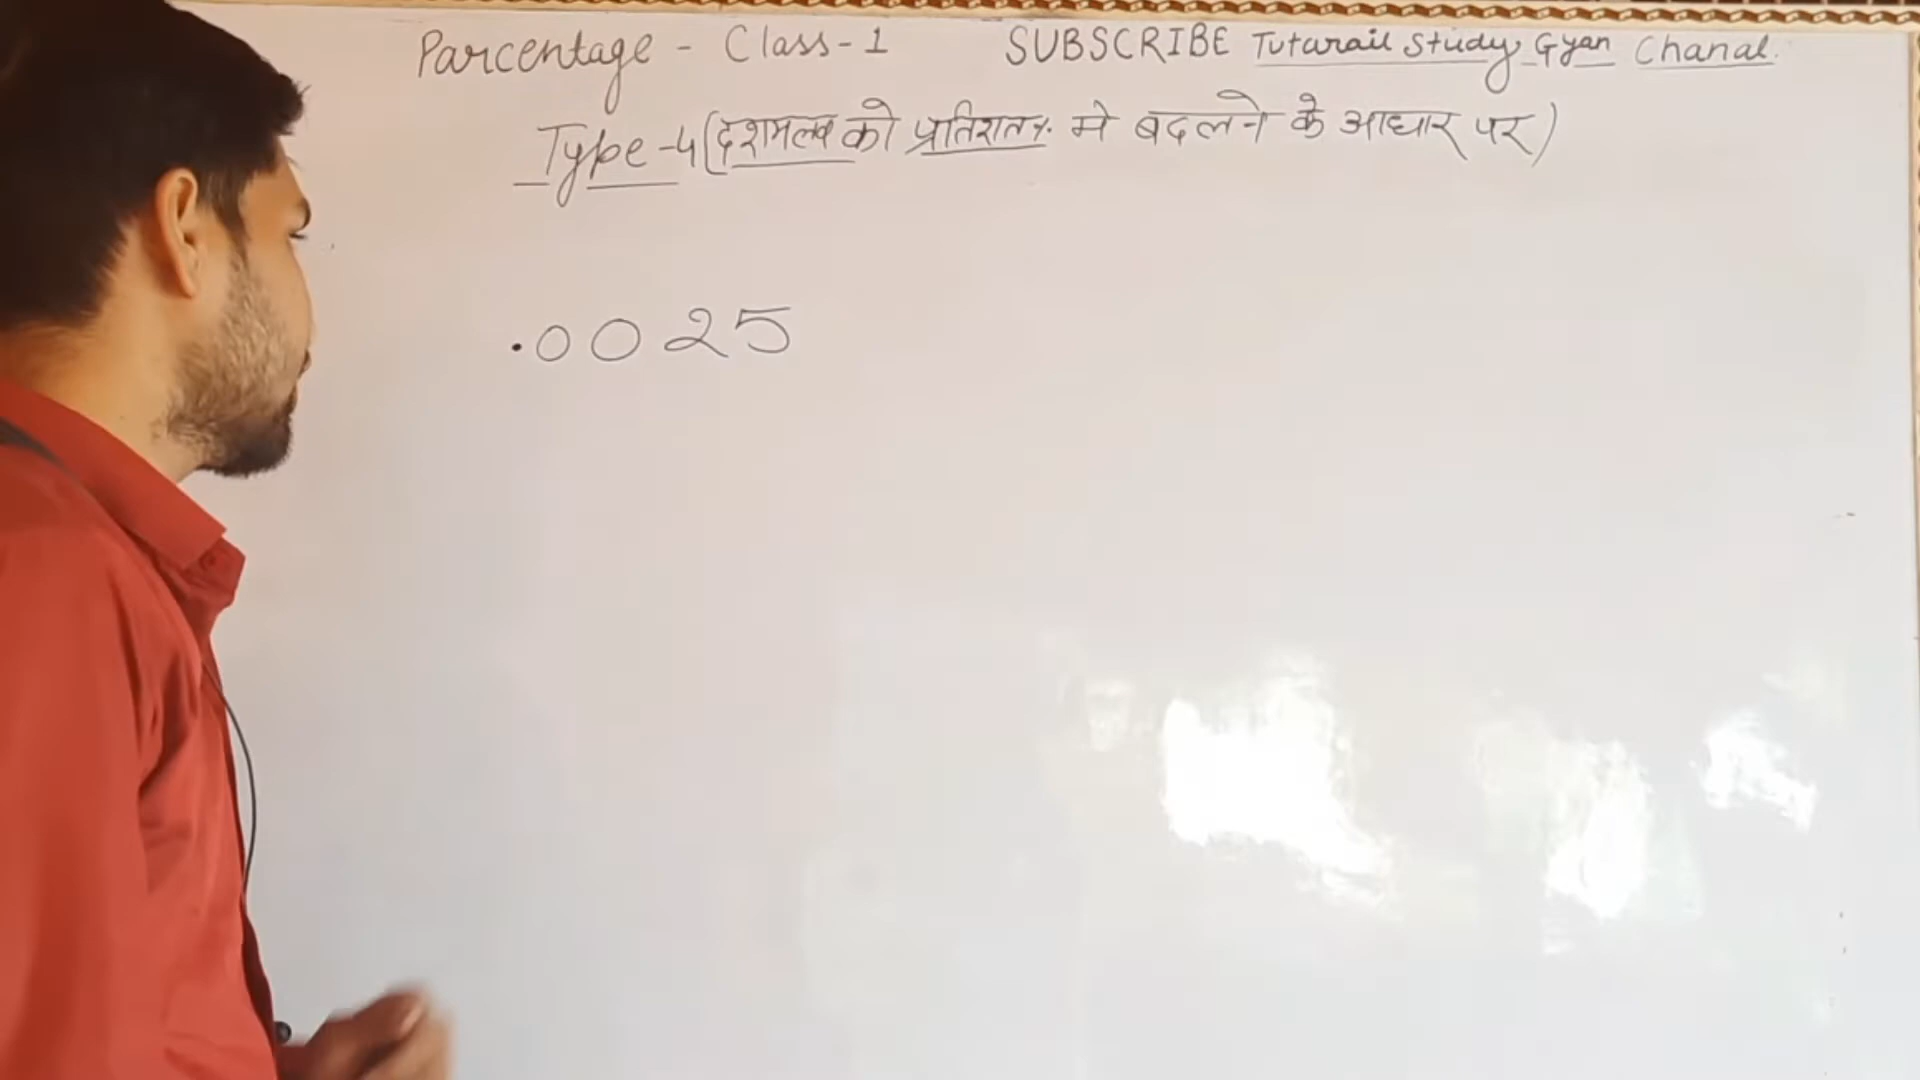 Parcentage - Class-1 SUBSCRIBE Tutarail Study Gyan Chanal.
Type-4 (दशमलव को प्रतिशत % मे बदलने के आधार पर)
.0025